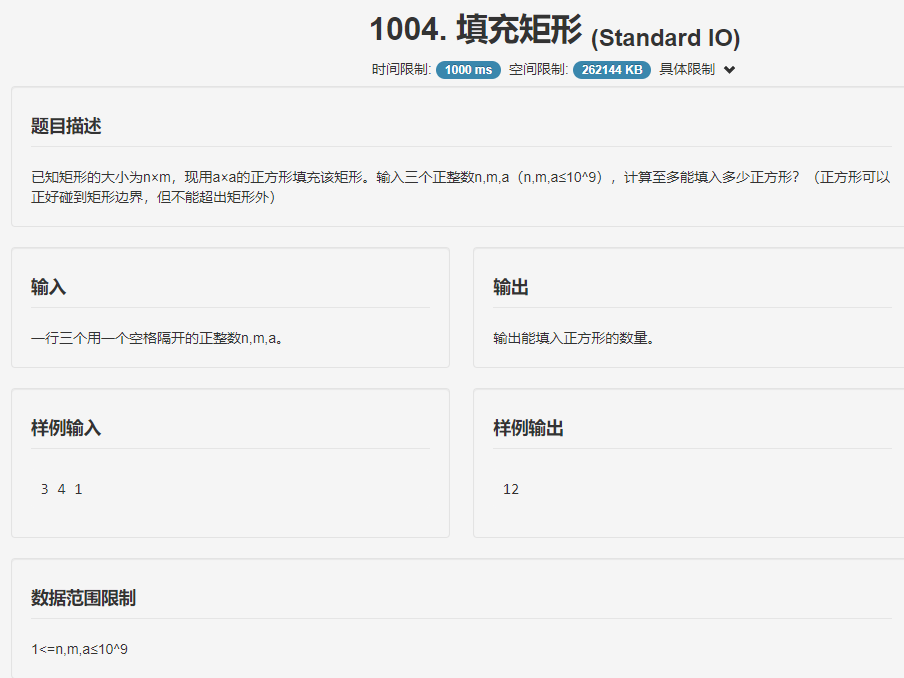 1004. 填充矩形 (Standard IO)
时间限制: 1000 ms 空间限制: 262144 KB 具体限制
题目描述
已知矩形的大小为n×m，现用a×a的正方形填充该矩形。输入三个正整数n,m,a（n,m,a≤10^9），计算至多能填入多少正方形？（正方形可以
正好碰到矩形边界，但不能超出矩形外）
输入
一行三个用一个空格隔开的正整数n,m,a。
输出
输出能填入正方形的数量。
样例输入
3 4 1
样例输出
12
数据范围限制
1<=n,m,a≤10^9